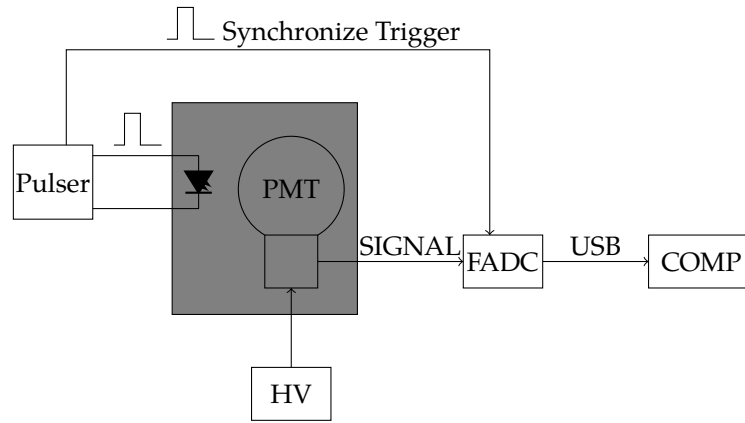 Synchronize Trigger
Pulser
PMT
SIGNAL
FADC
USB
COMP
HV